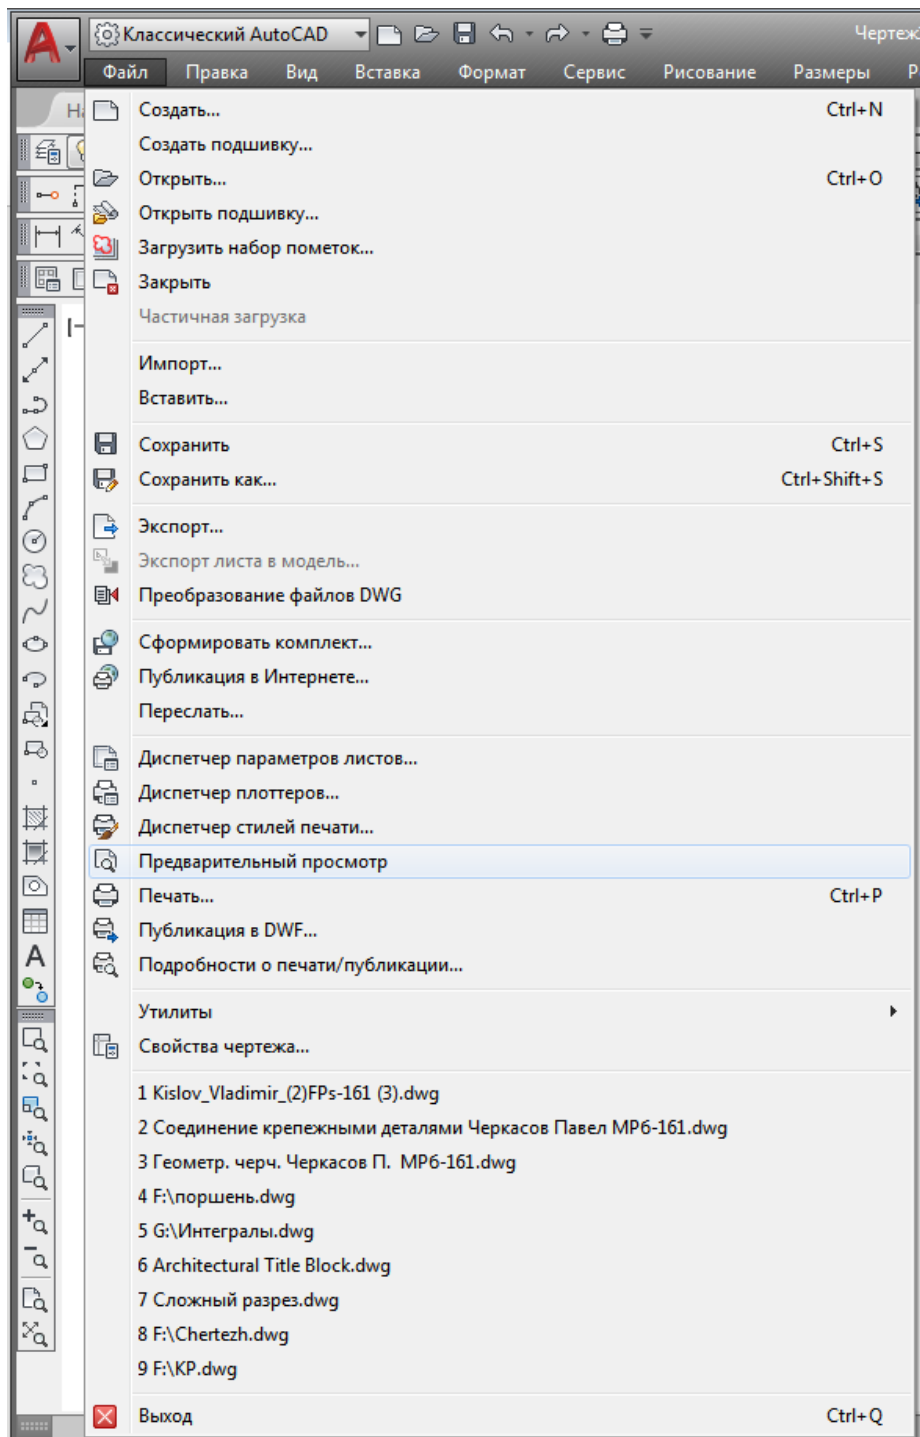 Классический AutoCAD
Чертеж
Файл Правка Вид Вставка Формат Сервис Рисование Размеры Р
На
Создать... Ctrl+N
Создать подшивку...
Открыть... Ctrl+O
Открыть подшивку...
Загрузить набор пометок...
Закрыть
Частичная загрузка
Импорт...
Вставить...
Сохранить Ctrl+S
Сохранить как... Ctrl+Shift+S
Экспорт...
Экспорт листа в модель...
Преобразование файлов DWG
Сформировать комплект...
Публикация в Интернете...
Переслать...
Диспетчер параметров листов...
Диспетчер плоттеров...
Диспетчер стилей печати...
Предварительный просмотр
Печать... Ctrl+P
Публикация в DWF...
Подробности о печати/публикации...
Утилиты
Свойства чертежа...
1 Kislov_Vladimir_(2)FPs-161 (3).dwg
2 Соединение крепежными деталями Черкасов Павел МРб-161.dwg
3 Геометр. черч. Черкасов П.  МРб-161.dwg
4 F:\поршень.dwg
5 G:\Интегралы.dwg
6 Architectural Title Block.dwg
7 Сложный разрез.dwg
8 F:\Chertezh.dwg
9 F:\KP.dwg
Выход Ctrl+Q